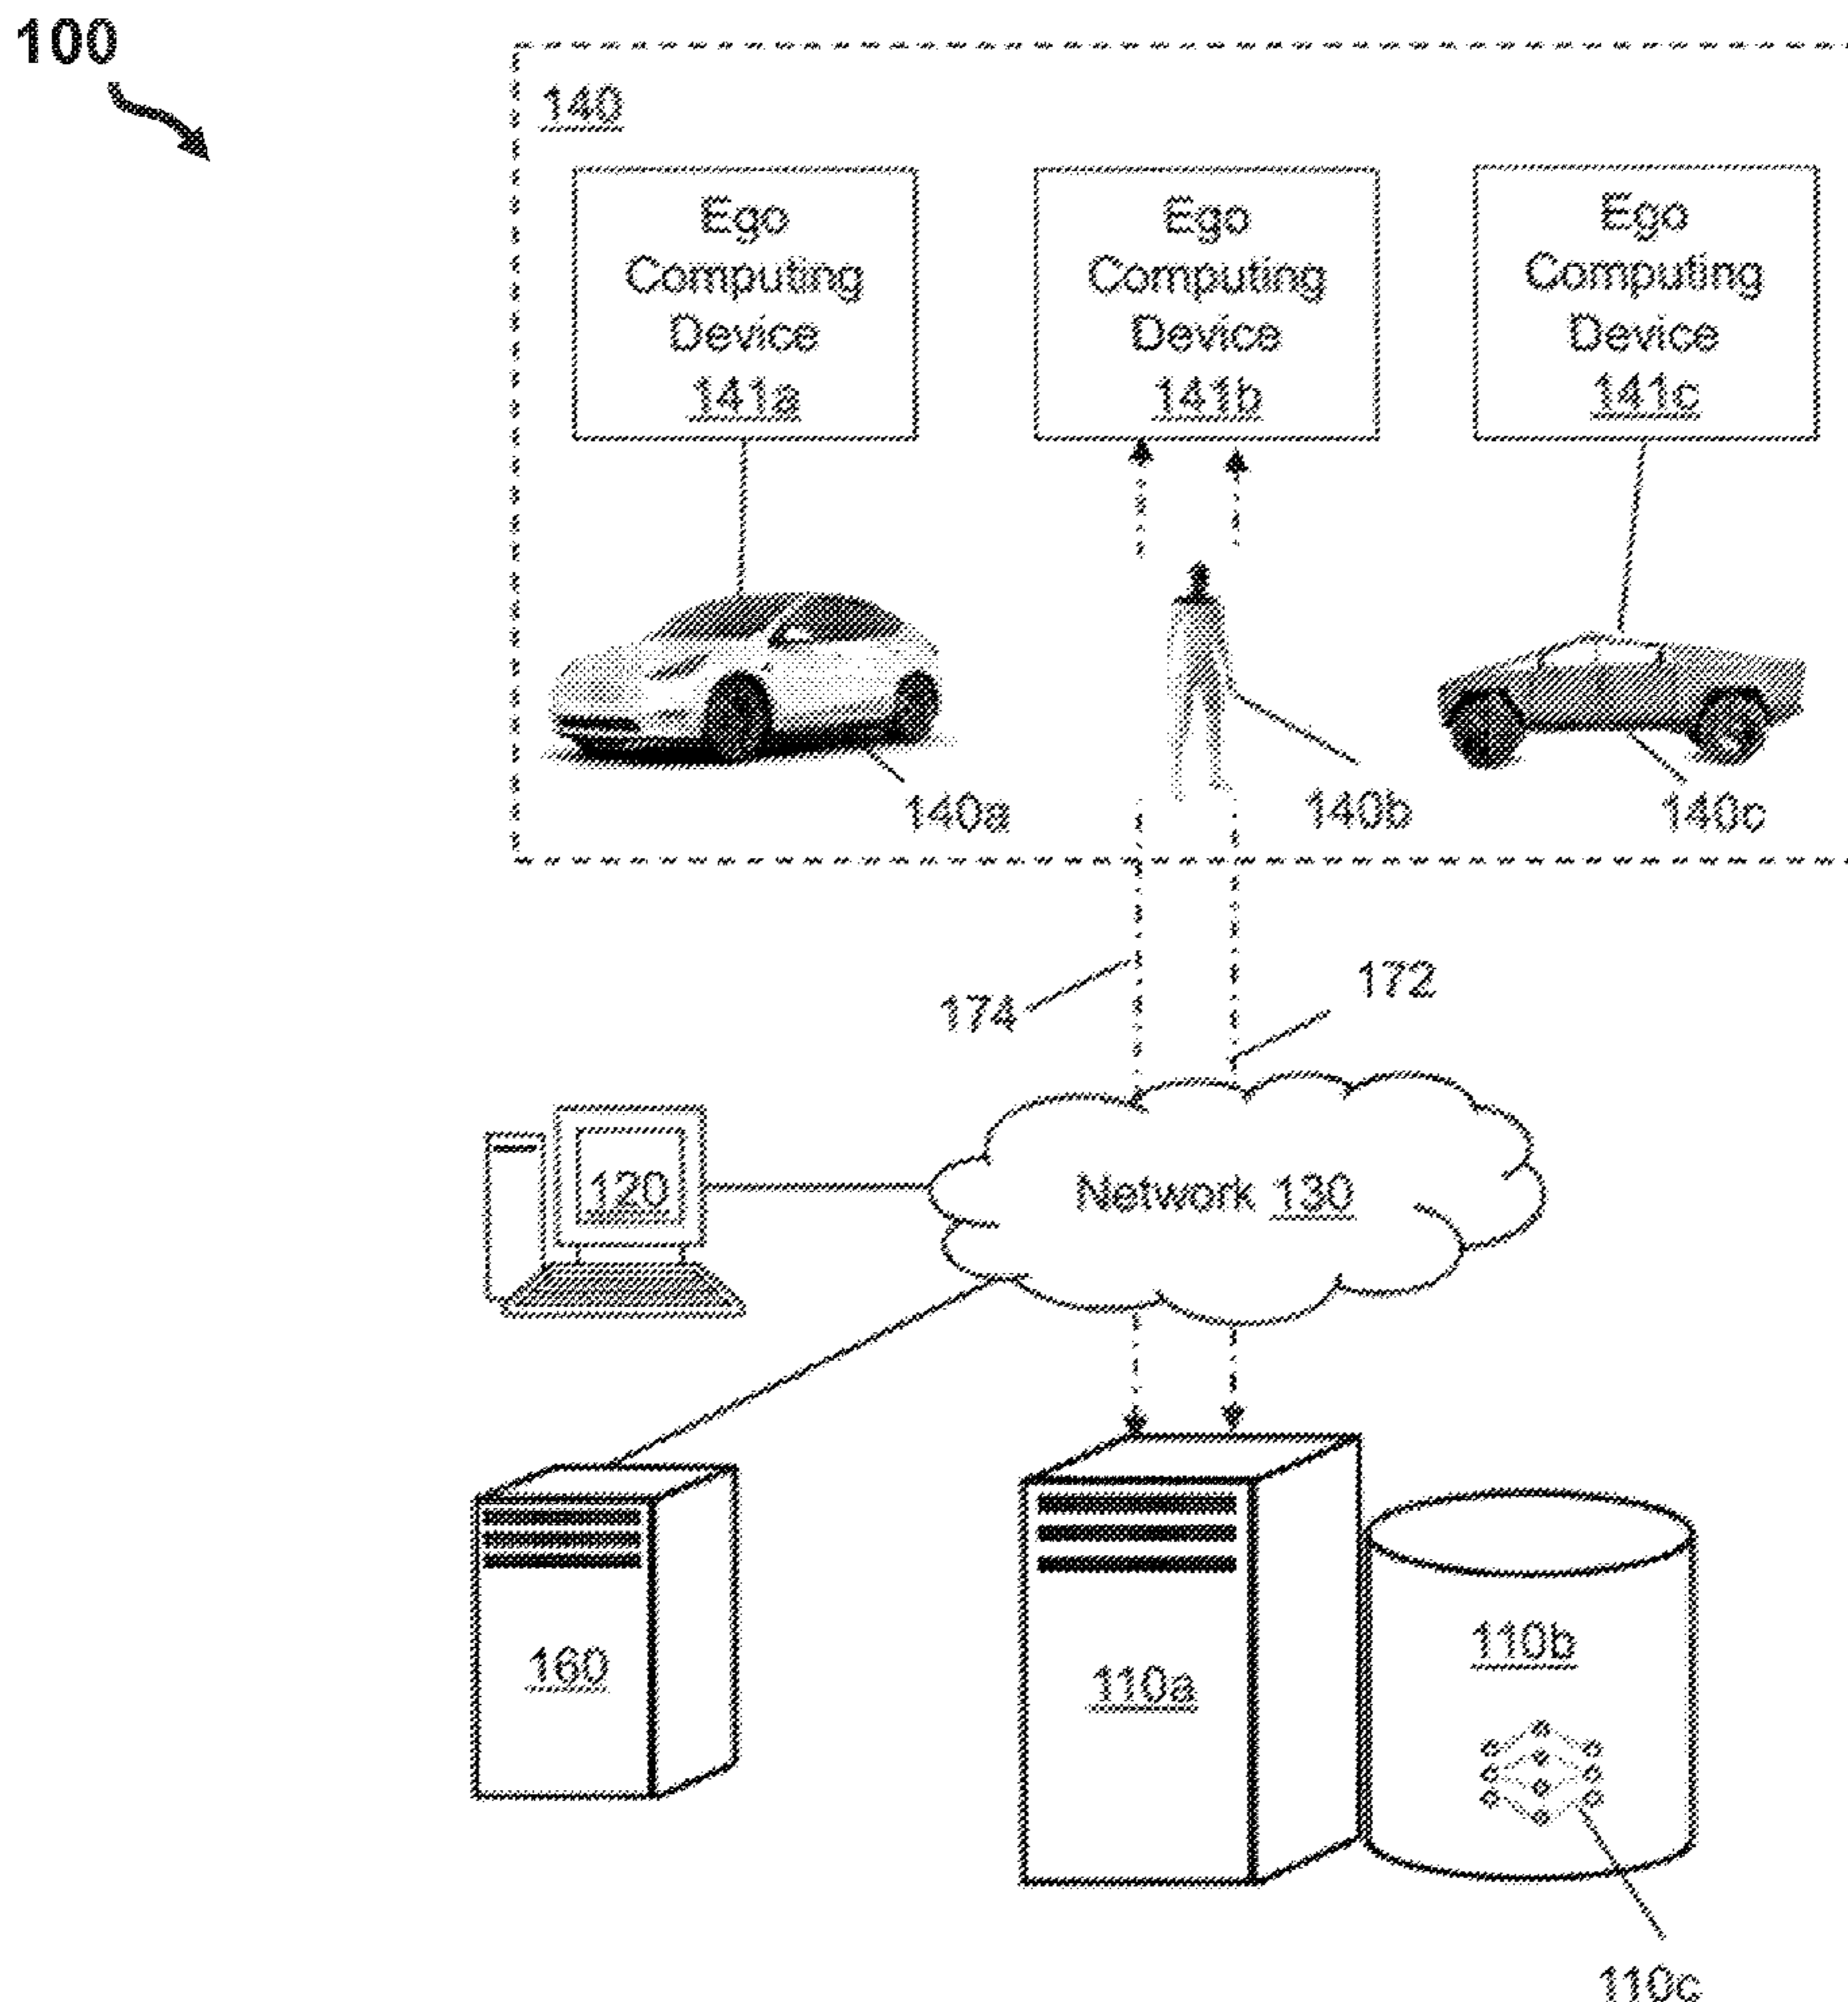 100
140
Ego
Computing
Device
141a
Ego
Computing
Device
141b
Ego
Computing
Device
141c
140a
140b
140c
174
172
120
Network 130
160
110a
110b
110c